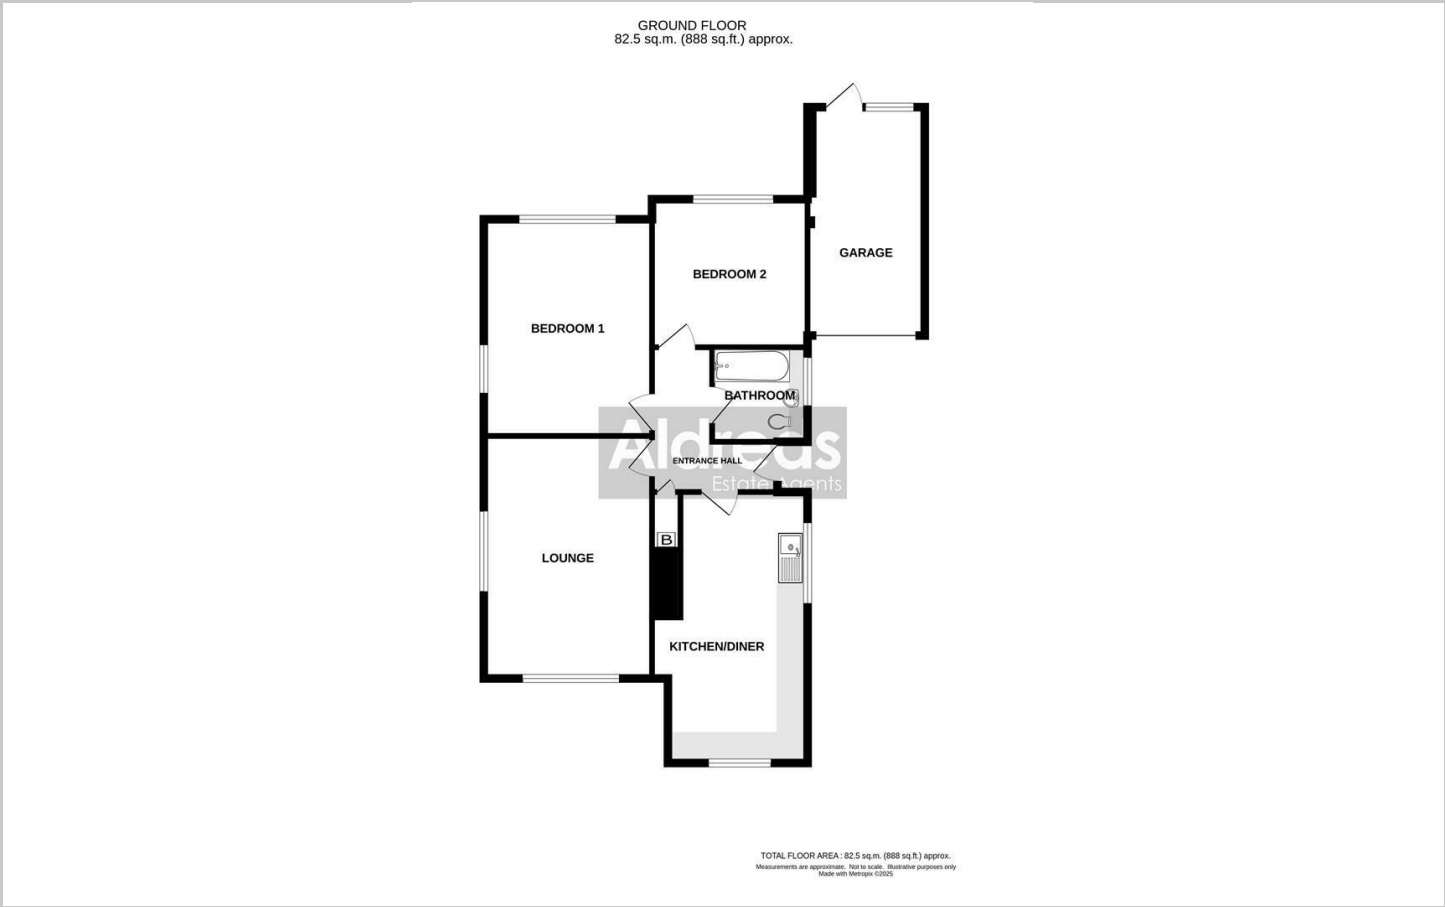 GROUND FLOOR
82.5 sq.m. (888 sq.ft.) approx.
GARAGE
BEDROOM 2
BEDROOM 1
BATHROOM
Aldreds
ENTRANCE HALL
Estate Agents
B
LOUNGE
KITCHEN/DINER
TOTAL FLOOR AREA : 82.5 sq.m. (888 sq.ft.) approx.
Measurements are approximate. Not to scale. Illustrative purposes only
Made with Metropix ©2025